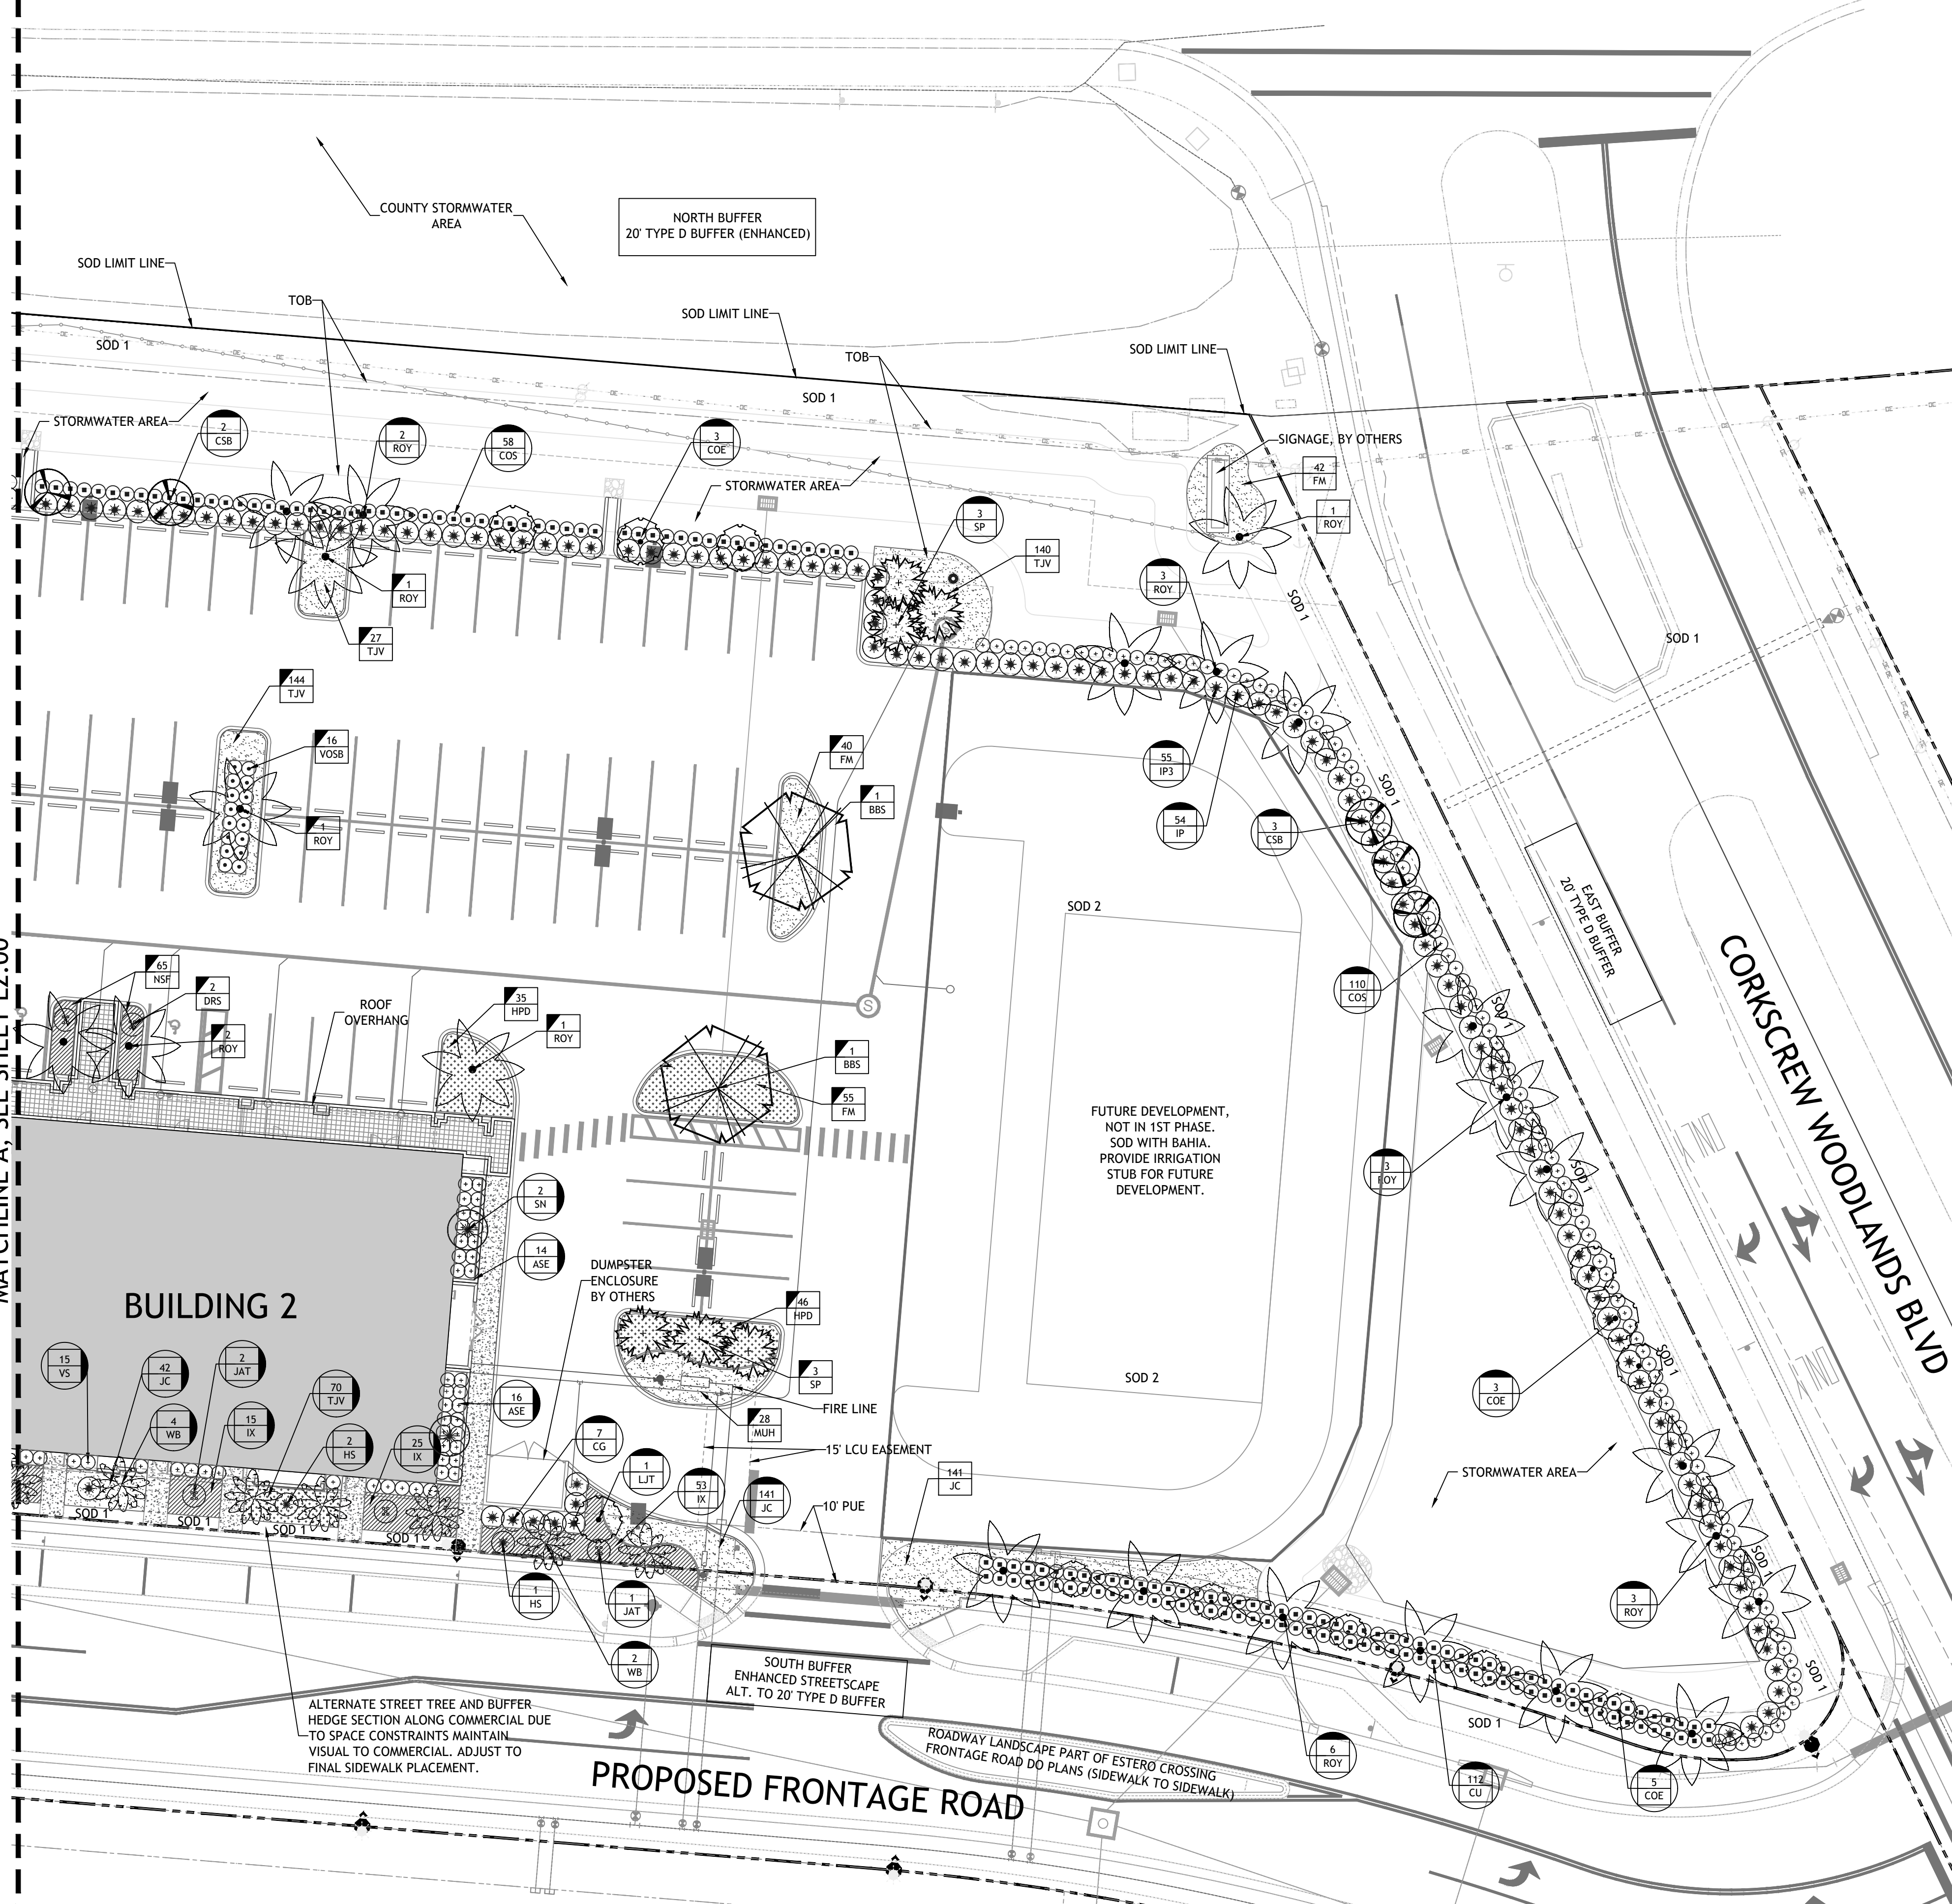 COUNTY STORMWATER
AREA
NORTH BUFFER
20' TYPE D BUFFER (ENHANCED)
SOD LIMIT LINE
TOB
SOD LIMIT LINE
TOB
SOD LIMIT LINE
SOD 1
SOD 1
STORMWATER AREA
2
CSB
2
ROY
58
COS
3
COE
STORMWATER AREA
SIGNAGE, BY OTHERS
42
FM
1
ROY
3
SP
140
TJV
3
ROY
1
ROY
27
TJV
SOD 1
SOD 1
144
TJV
16
VOSB
1
ROY
40
FM
1
BBS
55
IP3
54
IP
3
CSB
SOD 1
EAST BUFFER
20' TYPE D BUFFER
SOD 2
110
COS
CORKSCREW WOODLANDS BLVD
65
NSF
2
DRS
2
ROY
ROOF
OVERHANG
35
HPD
1
ROY
SOD 1
1
BBS
55
FM
FUTURE DEVELOPMENT,
NOT IN 1ST PHASE.
SOD WITH BAHIA.
PROVIDE IRRIGATION
STUB FOR FUTURE
DEVELOPMENT.
3
ROY
SOD 1
2
SN
14
ASE
DUMPSTER
ENCLOSURE
BY OTHERS
BUILDING 2
46
HPD
3
SP
SOD 2
SOD 1
3
COE
15
VS
42
JC
2
JAT
70
TJV
4
WB
15
IX
2
HS
25
IX
16
ASE
7
CG
FIRE LINE
28
MUH
15' LCU EASEMENT
1
LJT
53
IX
141
JC
10' PUE
141
JC
STORMWATER AREA
SOD 1
SOD 1
SOD 1
SOD 1
SOD 1
1
HS
1
JAT
3
ROY
2
WB
SOUTH BUFFER
ENHANCED STREETSCAPE
ALT. TO 20' TYPE D BUFFER
SOD 1
ALTERNATE STREET TREE AND BUFFER
HEDGE SECTION ALONG COMMERCIAL DUE
TO SPACE CONSTRAINTS MAINTAIN
VISUAL TO COMMERCIAL. ADJUST TO
FINAL SIDEWALK PLACEMENT.
SOD 1
ROADWAY LANDSCAPE PART OF ESTERO CROSSING
FRONTAGE ROAD DO PLANS (SIDEWALK TO SIDEWALK)
6
ROY
112
CU
5
COE
PROPOSED FRONTAGE ROAD
S